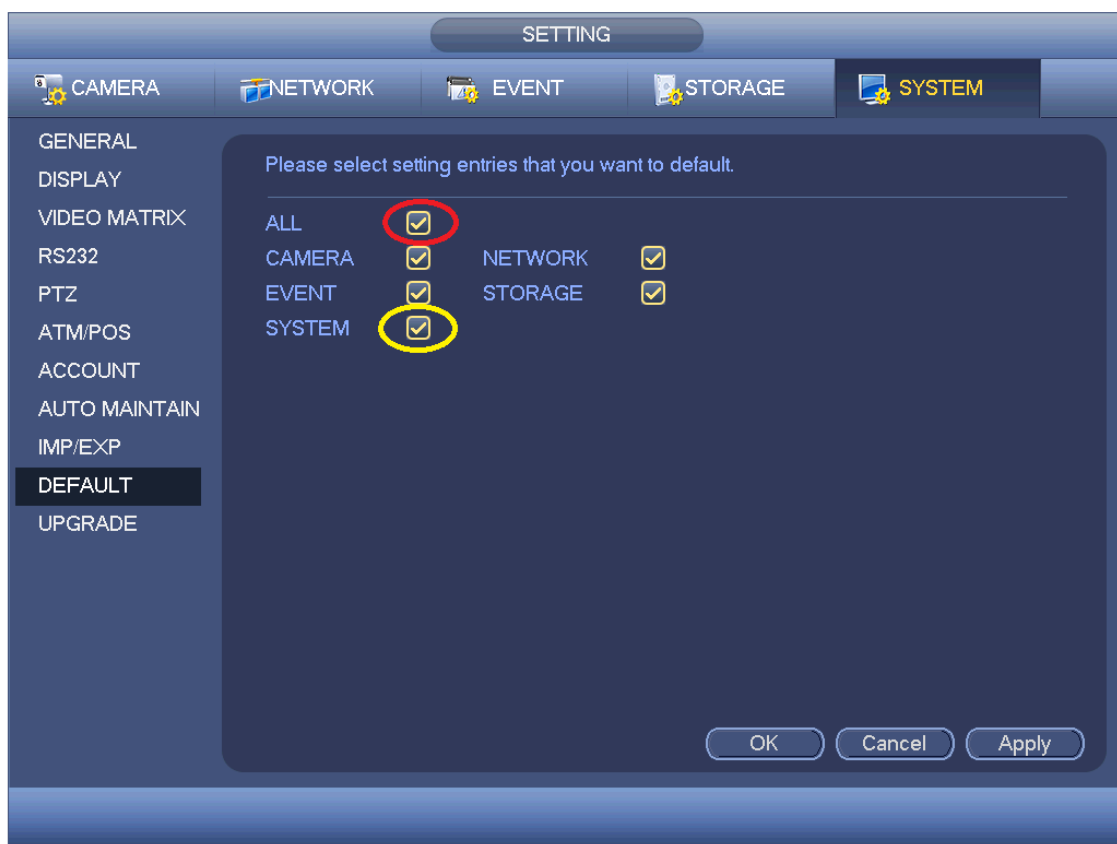 SETTING
CAMERA NETWORK EVENT STORAGE SYSTEM
GENERAL
DISPLAY
VIDEO MATRIX
RS232
PTZ
ATM/POS
ACCOUNT
AUTO MAINTAIN
IMP/EXP
DEFAULT
UPGRADE
Please select setting entries that you want to default.
ALL
CAMERA NETWORK
EVENT STORAGE
SYSTEM
OK Cancel Apply